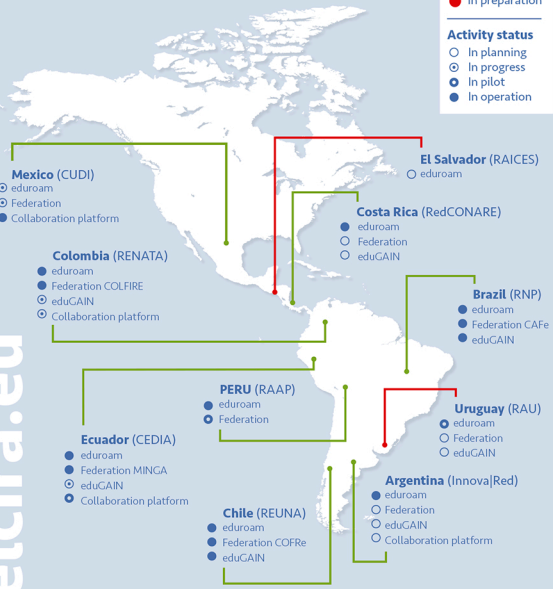 In preparation
Activity status
In planning
In progress
In pilot
In operation
El Salvador (RAICES)
eduroam
Mexico (CUDI)
eduroam
Federation
Collaboration platform
Costa Rica (RedCONARE)
eduroam
Federation
eduGAIN
Colombia (RENATA)
eduroam
Federation COLFIRE
eduGAIN
Collaboration platform
Brazil (RNP)
eduroam
Federation CAFe
eduGAIN
PERU (RAAP)
eduroam
Federation
Uruguay (RAU)
eduroam
Federation
eduGAIN
Ecuador (CEDIA)
eduroam
Federation MINGA
eduGAIN
Collaboration platform
Argentina (Innova|Red)
eduroam
Federation
eduGAIN
Collaboration platform
Chile (REUNA)
eduroam
Federation COFRe
eduGAIN
elcira.eu